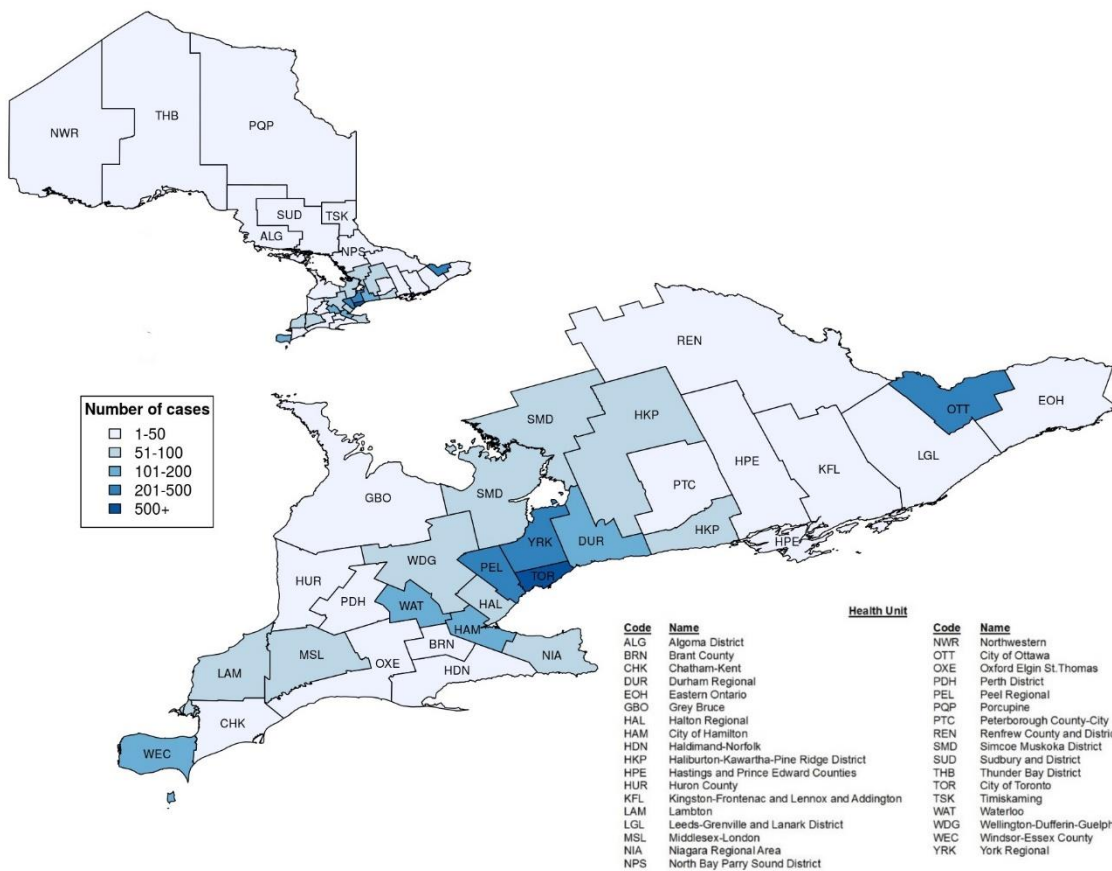 THB
NWR
PQP
SUD
TSK
ALG
NPS
REN
Number of cases
1-50
51-100
101-200
201-500
500+
SMD
HKP
OTT
EOH
GBO
SMD
HPE
KFL
LGL
PTC
YRK
DUR
HKP
HPE
WDG
PEL
TOR
HUR
PDH
WAT
HAL
HAM
BRN
MSL
OXE
HDN
NIA
LAM
CHK
WEC
Health Unit
Code Name
ALG Algoma District
BRN Brant County
CHK Chatham-Kent
DUR Durham Regional
EOH Eastern Ontario
GBO Grey Bruce
HAL Halton Regional
HAM City of Hamilton
HDN Haldimand-Norfolk
HKP Haliburton-Kawartha-Pine Ridge District
HPE Hastings and Prince Edward Counties
HUR Huron County
KFL Kingston-Frontenac and Lennox and Addington
LAM Lambton
LGL Leeds-Grenville and Lanark District
MSL Middlesex-London
NIA Niagara Regional Area
NPS North Bay Parry Sound District
Code Name
NWR Northwestern
OTT City of Ottawa
OXE Oxford Elgin St.Thomas
PDH Perth District
PEL Peel Regional
PQP Porcupine
PTC Peterborough County-City
REN Renfrew County and Distric
SMD Simcoe Muskoka District
SUD Sudbury and District
THB Thunder Bay District
TOR City of Toronto
TSK Timiskaming
WAT Waterloo
WDG Wellington-Dufferin-Guelph
WEC Windsor-Essex County
YRK York Regional